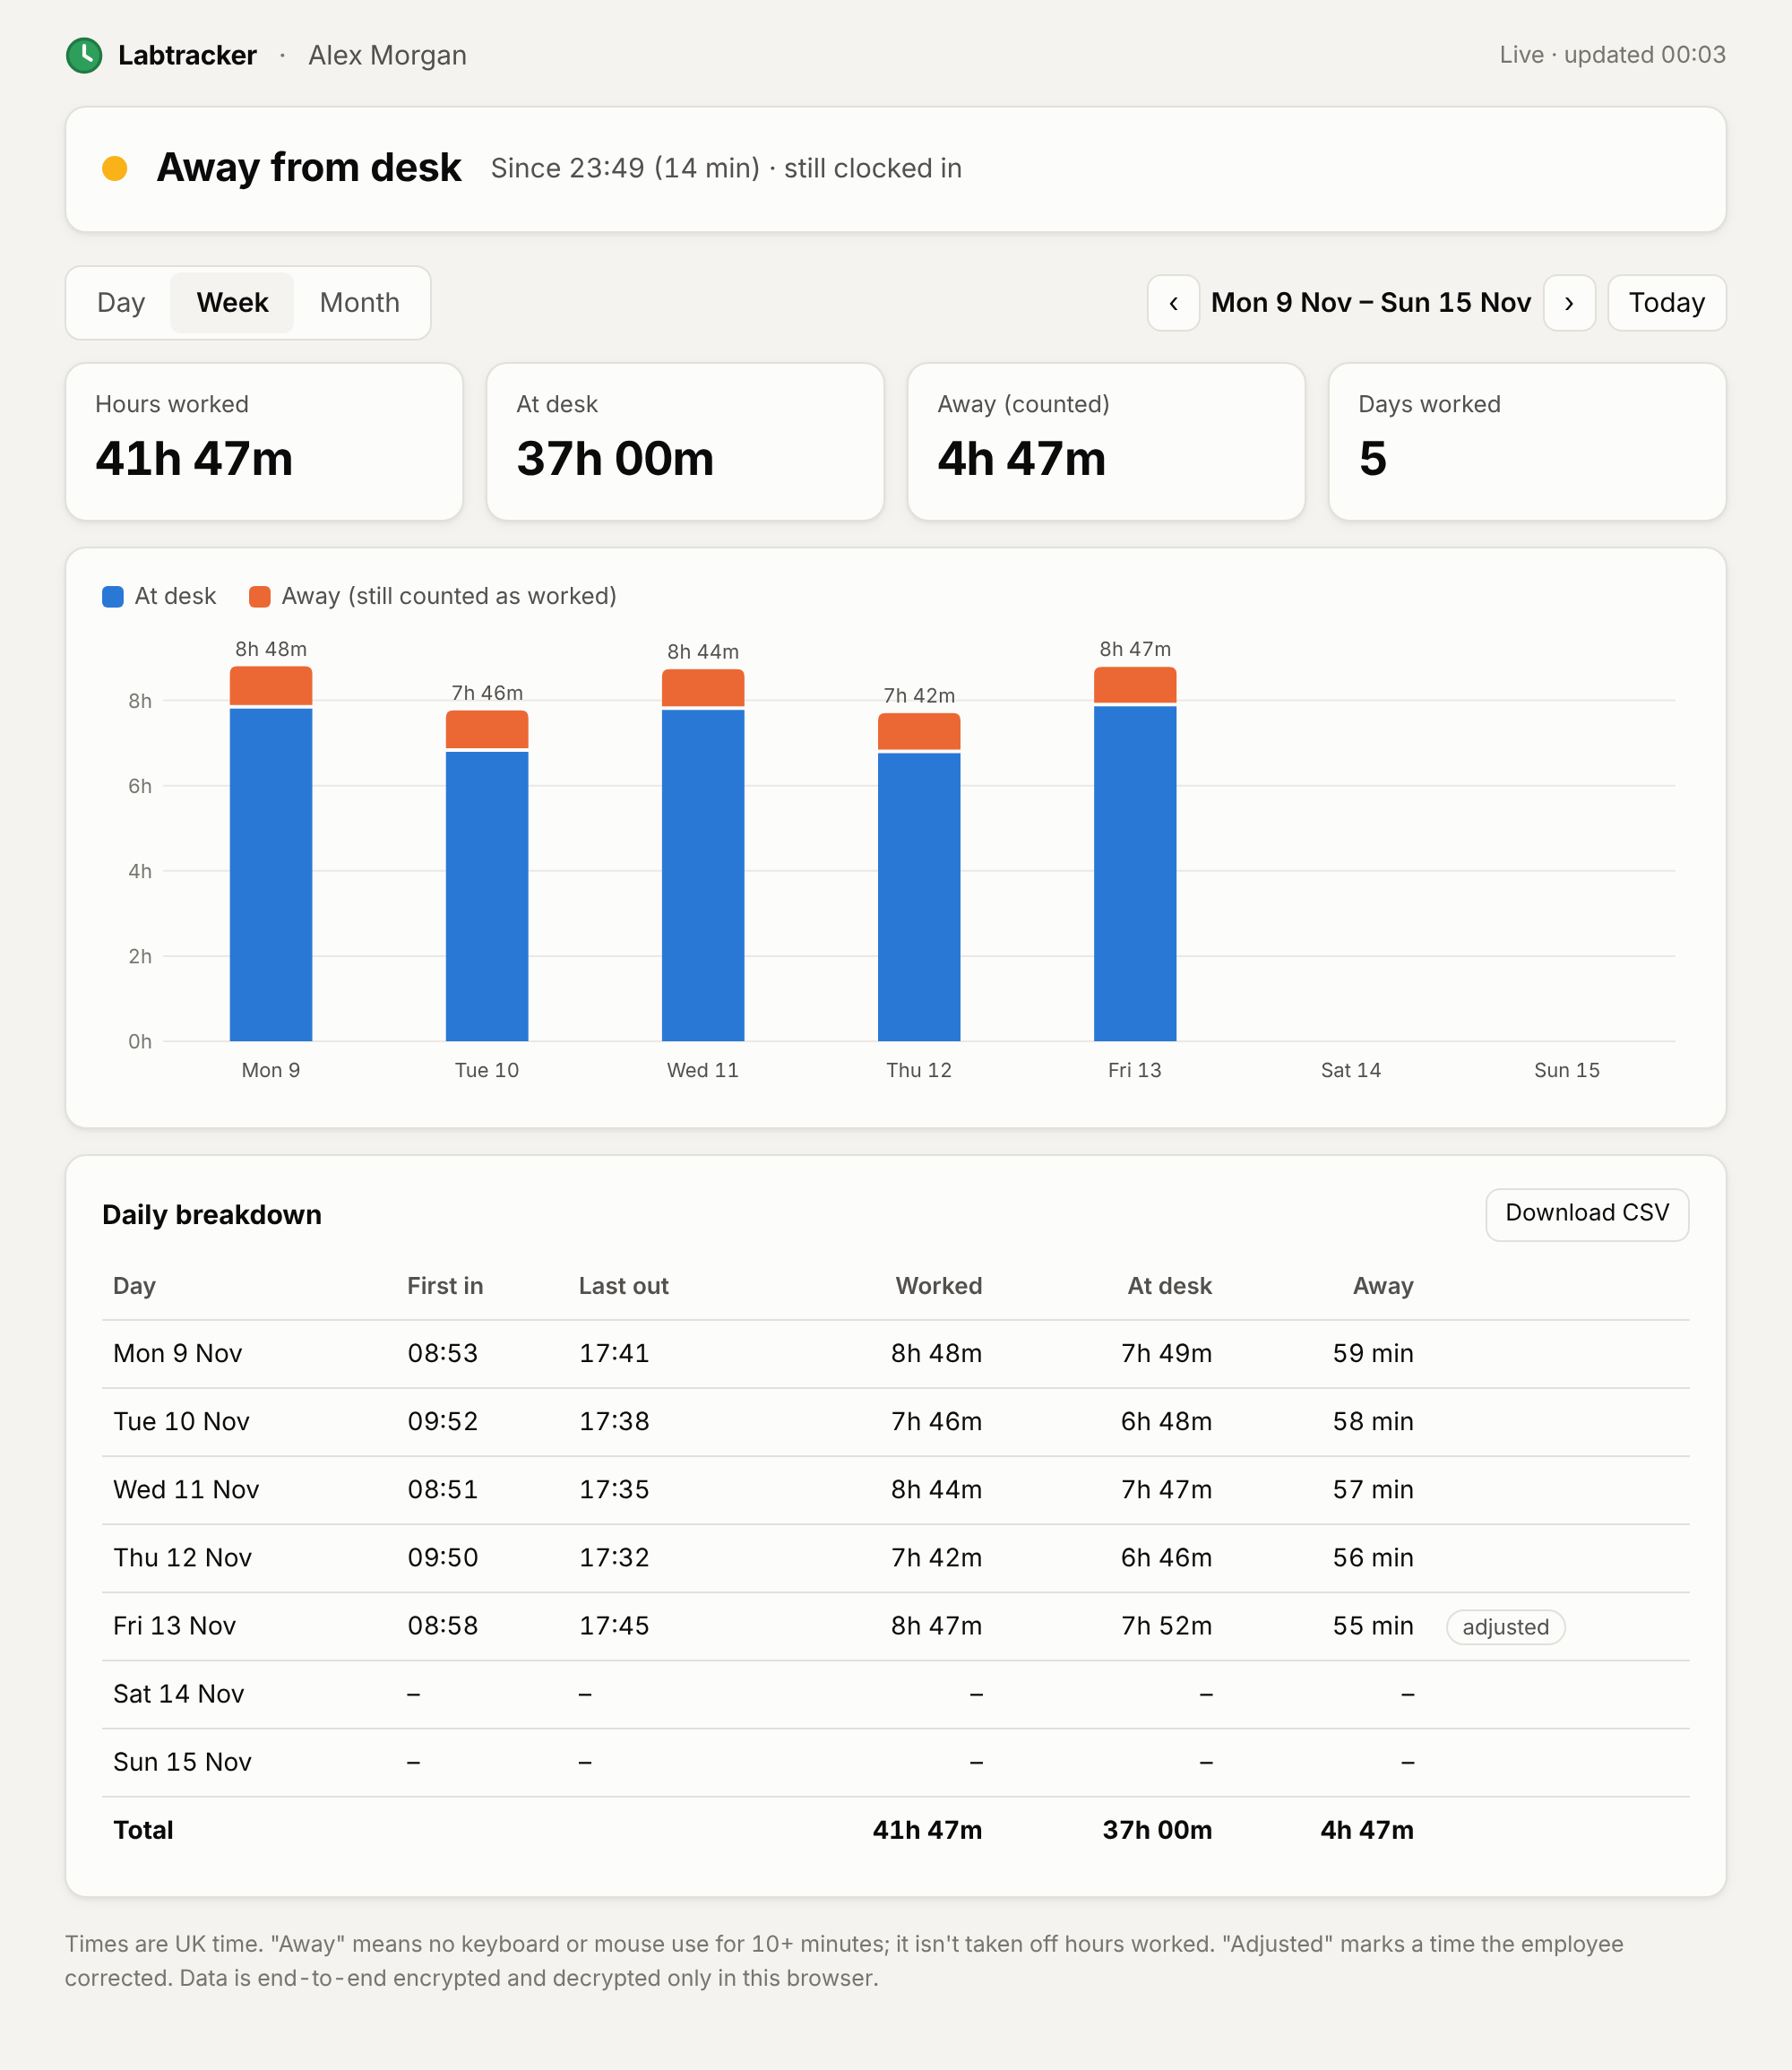 Labtracker · Alex Morgan
Live · updated 00:03
Away from desk Since 23:49 (14 min) · still clocked in
Day Week Month
‹ Mon 9 Nov – Sun 15 Nov › Today
Hours worked
41h 47m
At desk
37h 00m
Away (counted)
4h 47m
Days worked
5
At desk Away (still counted as worked)
8h 48m
7h 46m
8h 44m
7h 42m
8h 47m
8h
6h
4h
2h
0h
Mon 9 Tue 10 Wed 11 Thu 12 Fri 13 Sat 14 Sun 15
Daily breakdown
Download CSV
Day First in Last out Worked At desk Away
Mon 9 Nov 08:53 17:41 8h 48m 7h 49m 59 min
Tue 10 Nov 09:52 17:38 7h 46m 6h 48m 58 min
Wed 11 Nov 08:51 17:35 8h 44m 7h 47m 57 min
Thu 12 Nov 09:50 17:32 7h 42m 6h 46m 56 min
Fri 13 Nov 08:58 17:45 8h 47m 7h 52m 55 min adjusted
Sat 14 Nov – – – – –
Sun 15 Nov – – – – –
Total 41h 47m 37h 00m 4h 47m
Times are UK time. "Away" means no keyboard or mouse use for 10+ minutes; it isn't taken off hours worked. "Adjusted" marks a time the employee
corrected. Data is end-to-end encrypted and decrypted only in this browser.